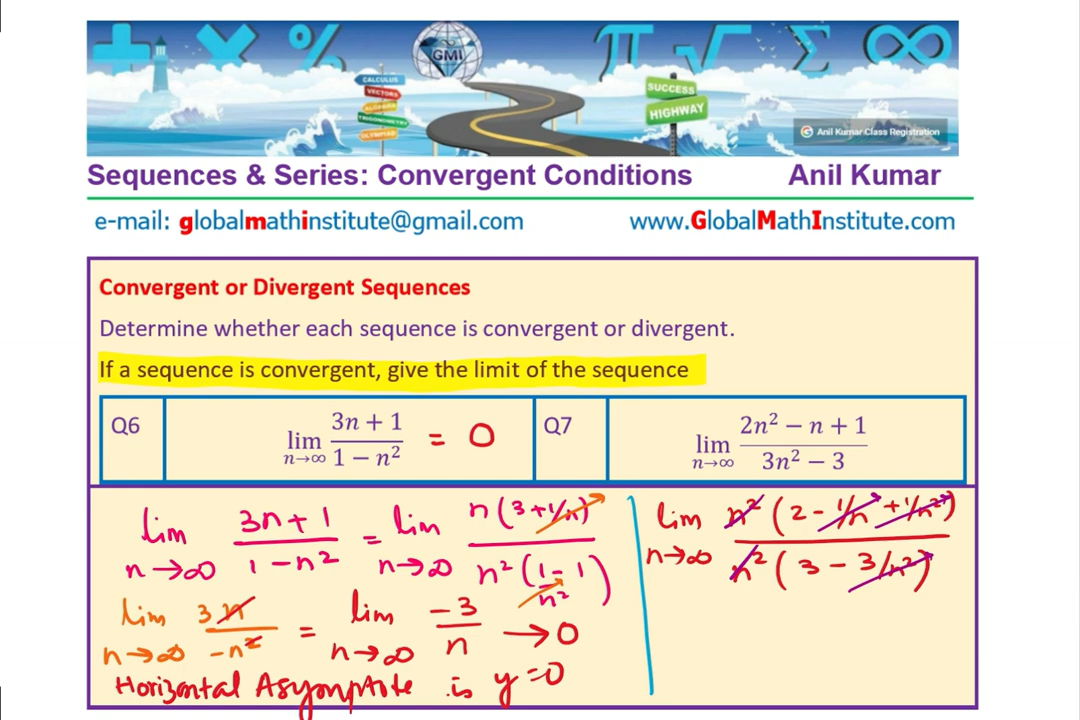 GMI
CALCULUS
VECTORS
ALGEBRA
TRIGONOMETRY
OLYMPIAD
SUCCESS
HIGHWAY
Anil Kumar Class Registration
Sequences & Series: Convergent Conditions Anil Kumar
e-mail: globalmathinstitute@gmail.com www.GlobalMathInstitute.com
Convergent or Divergent Sequences
Determine whether each sequence is convergent or divergent.
If a sequence is convergent, give the limit of the sequence
Q6 lim n→∞ (3n + 1)/(1 − n²) = 0 Q7 lim n→∞ (2n² − n + 1)/(3n² − 3)
lim n→∞ (3n+1)/(1−n²) = lim n→∞ n(3+1/n)/n²(1/n² − 1)
lim n→∞ 3n/−n² = lim n→∞ −3/n → 0
Horizontal Asymptote is y=0
lim n→∞ n²(2 − 1/n + 1/n²)/n²(3 − 3/n²)